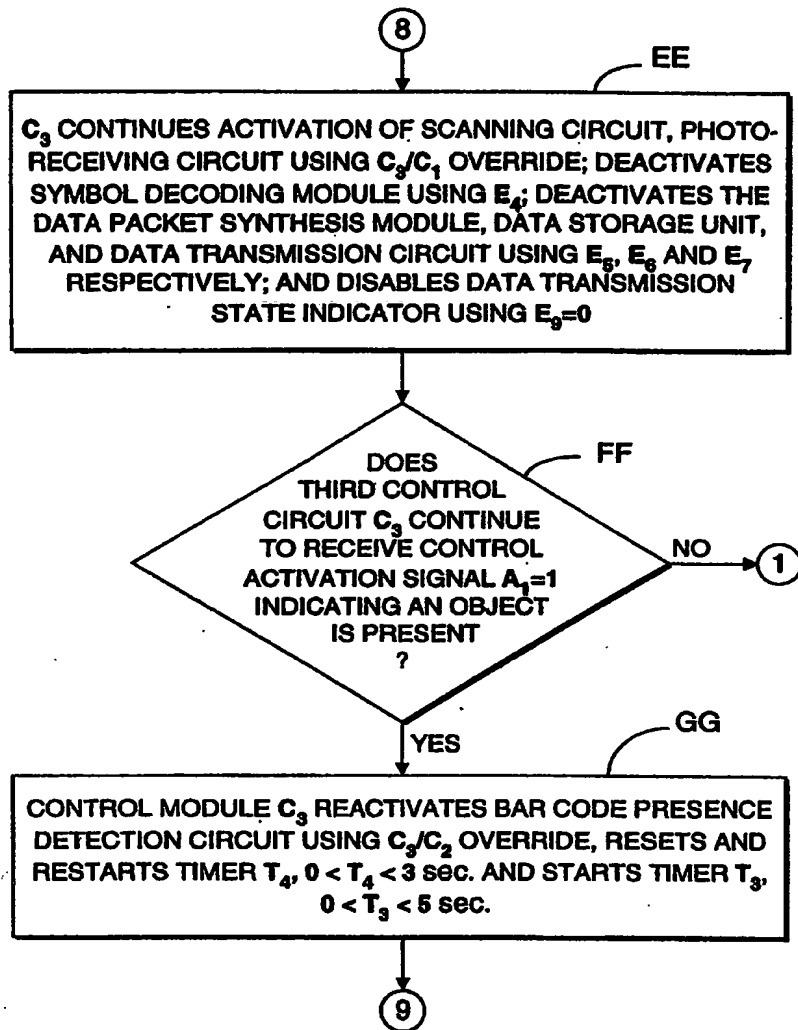 8
EE
C₃ CONTINUES ACTIVATION OF SCANNING CIRCUIT, PHOTO-
RECEIVING CIRCUIT USING C₃/C₁ OVERRIDE; DEACTIVATES
SYMBOL DECODING MODULE USING E₄; DEACTIVATES THE
DATA PACKET SYNTHESIS MODULE, DATA STORAGE UNIT,
AND DATA TRANSMISSION CIRCUIT USING E₅, E₆ AND E₇
RESPECTIVELY; AND DISABLES DATA TRANSMISSION
STATE INDICATOR USING E₉=0
FF
DOES
THIRD CONTROL
CIRCUIT C₃ CONTINUE
TO RECEIVE CONTROL
ACTIVATION SIGNAL A₁=1
INDICATING AN OBJECT
IS PRESENT
?
NO
1
YES
GG
CONTROL MODULE C₃ REACTIVATES BAR CODE PRESENCE
DETECTION CIRCUIT USING C₃/C₂ OVERRIDE, RESETS AND
RESTARTS TIMER T₄, 0 < T₄ < 3 SEC. AND STARTS TIMER T₃,
0 < T₃ < 5 SEC.
9